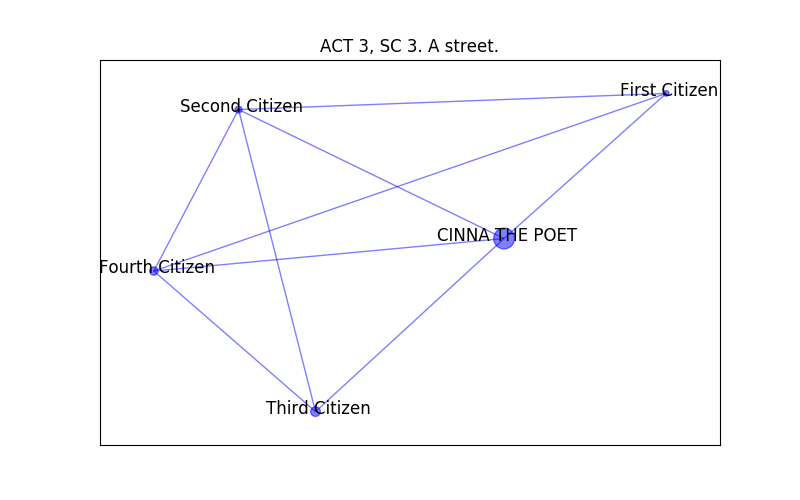 ACT 3, SC 3. A street.
First Citizen
Second Citizen
CINNA THE POET
Fourth Citizen
Third Citizen